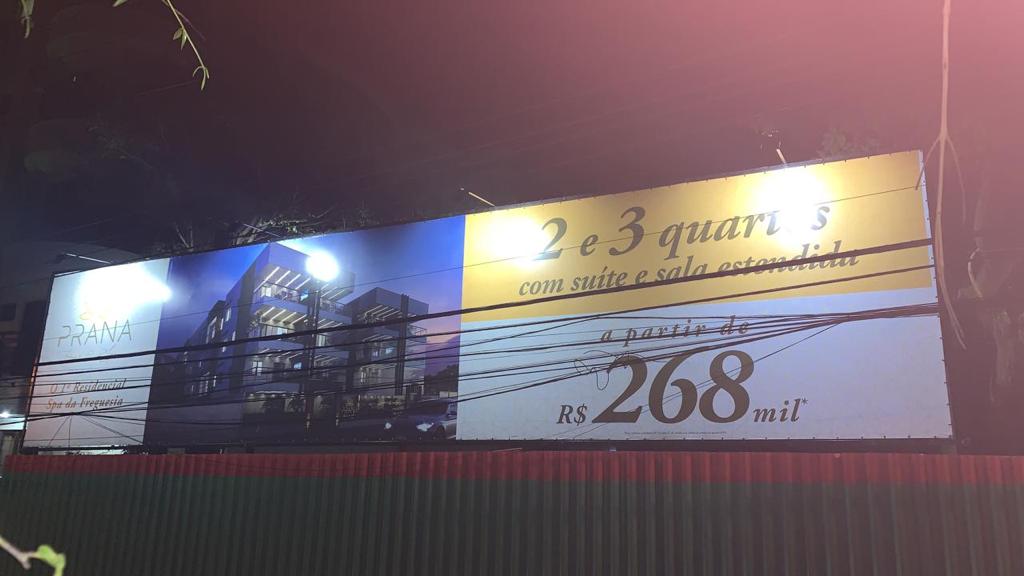 PRANA
O 1º Residencial
Spa da Freguesia
2 e 3 quartos
com suíte e sala estendida
a partir de
R$ 268 mil*